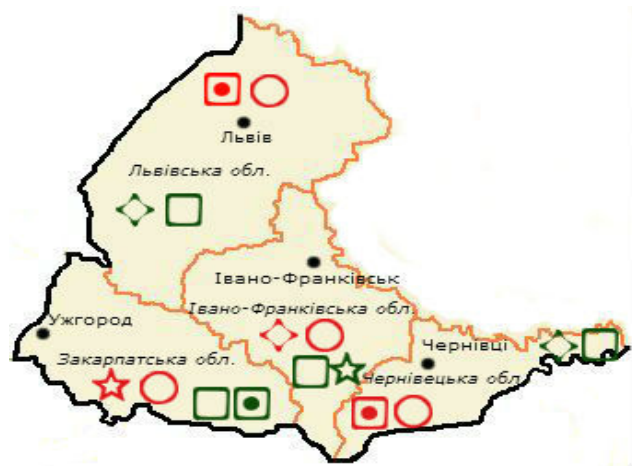 Львів
Львівська обл.
Івано-Франківськ
Івано-Франківська обл.
Ужгород
Чернівці
Закарпатська обл.
Чернівецька обл.